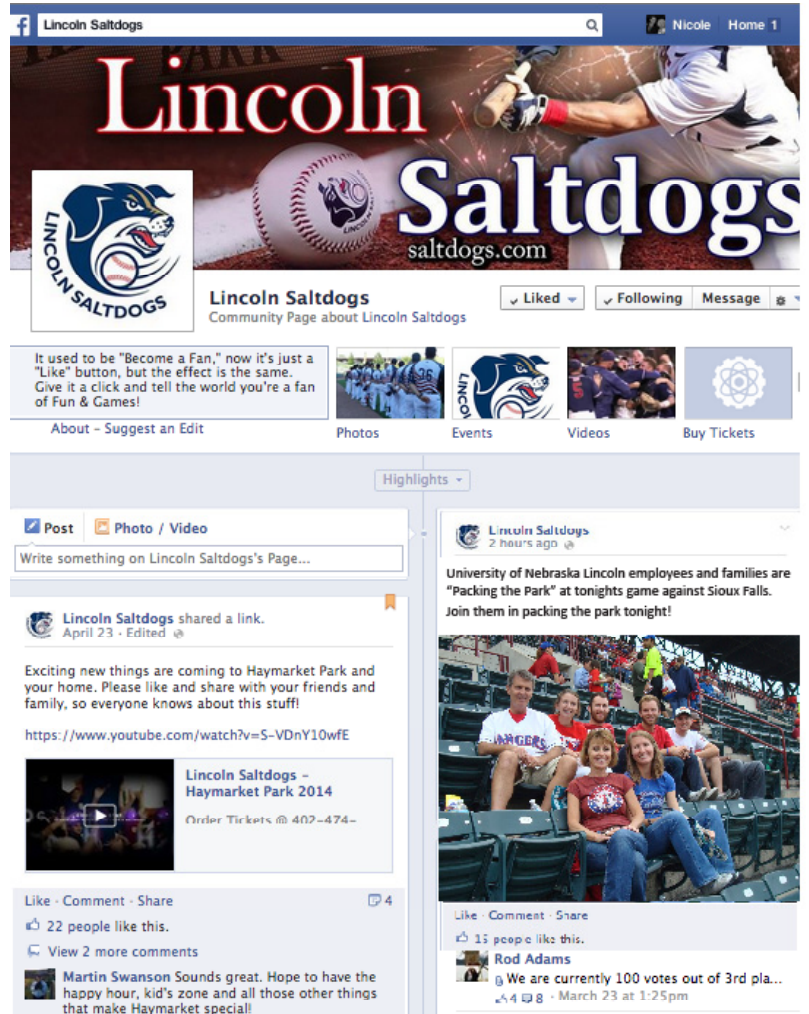 Lincoln Saltdogs
Nicole
Home 1
PARK
Lincoln
Saltdogs
saltdogs.com
LINCOLN SALTDOGS
Lincoln Saltdogs
Community Page about Lincoln Saltdogs
Liked
Following
Message
It used to be "Become a Fan," now it's just a
"Like" button, but the effect is the same.
Give it a click and tell the world you're a fan
of Fun & Games!
About – Suggest an Edit
Photos
Events
Videos
Buy Tickets
Highlights
Post
Photo / Video
Write something on Lincoln Saltdogs's Page...
Lincoln Saltdogs shared a link.
April 23 · Edited
Exciting new things are coming to Haymarket Park and
your home. Please like and share with your friends and
family, so everyone knows about this stuff!
https://www.youtube.com/watch?v=S-VDnY10wfE
Lincoln Saltdogs –
Haymarket Park 2014
Order Tickets @ 402-474-
Like · Comment · Share
4
22 people like this.
View 2 more comments
Martin Swanson Sounds great. Hope to have the
happy hour, kid's zone and all those other things
that make Haymarket special!
Lincoln Saltdogs
2 hours ago
University of Nebraska Lincoln employees and families are
“Packing the Park” at tonights game against Sioux Falls.
Join them in packing the park tonight!
Like · Comment · Share
15 people like this.
Rod Adams
We are currently 100 votes out of 3rd pla...
4 8 · March 23 at 1:25pm